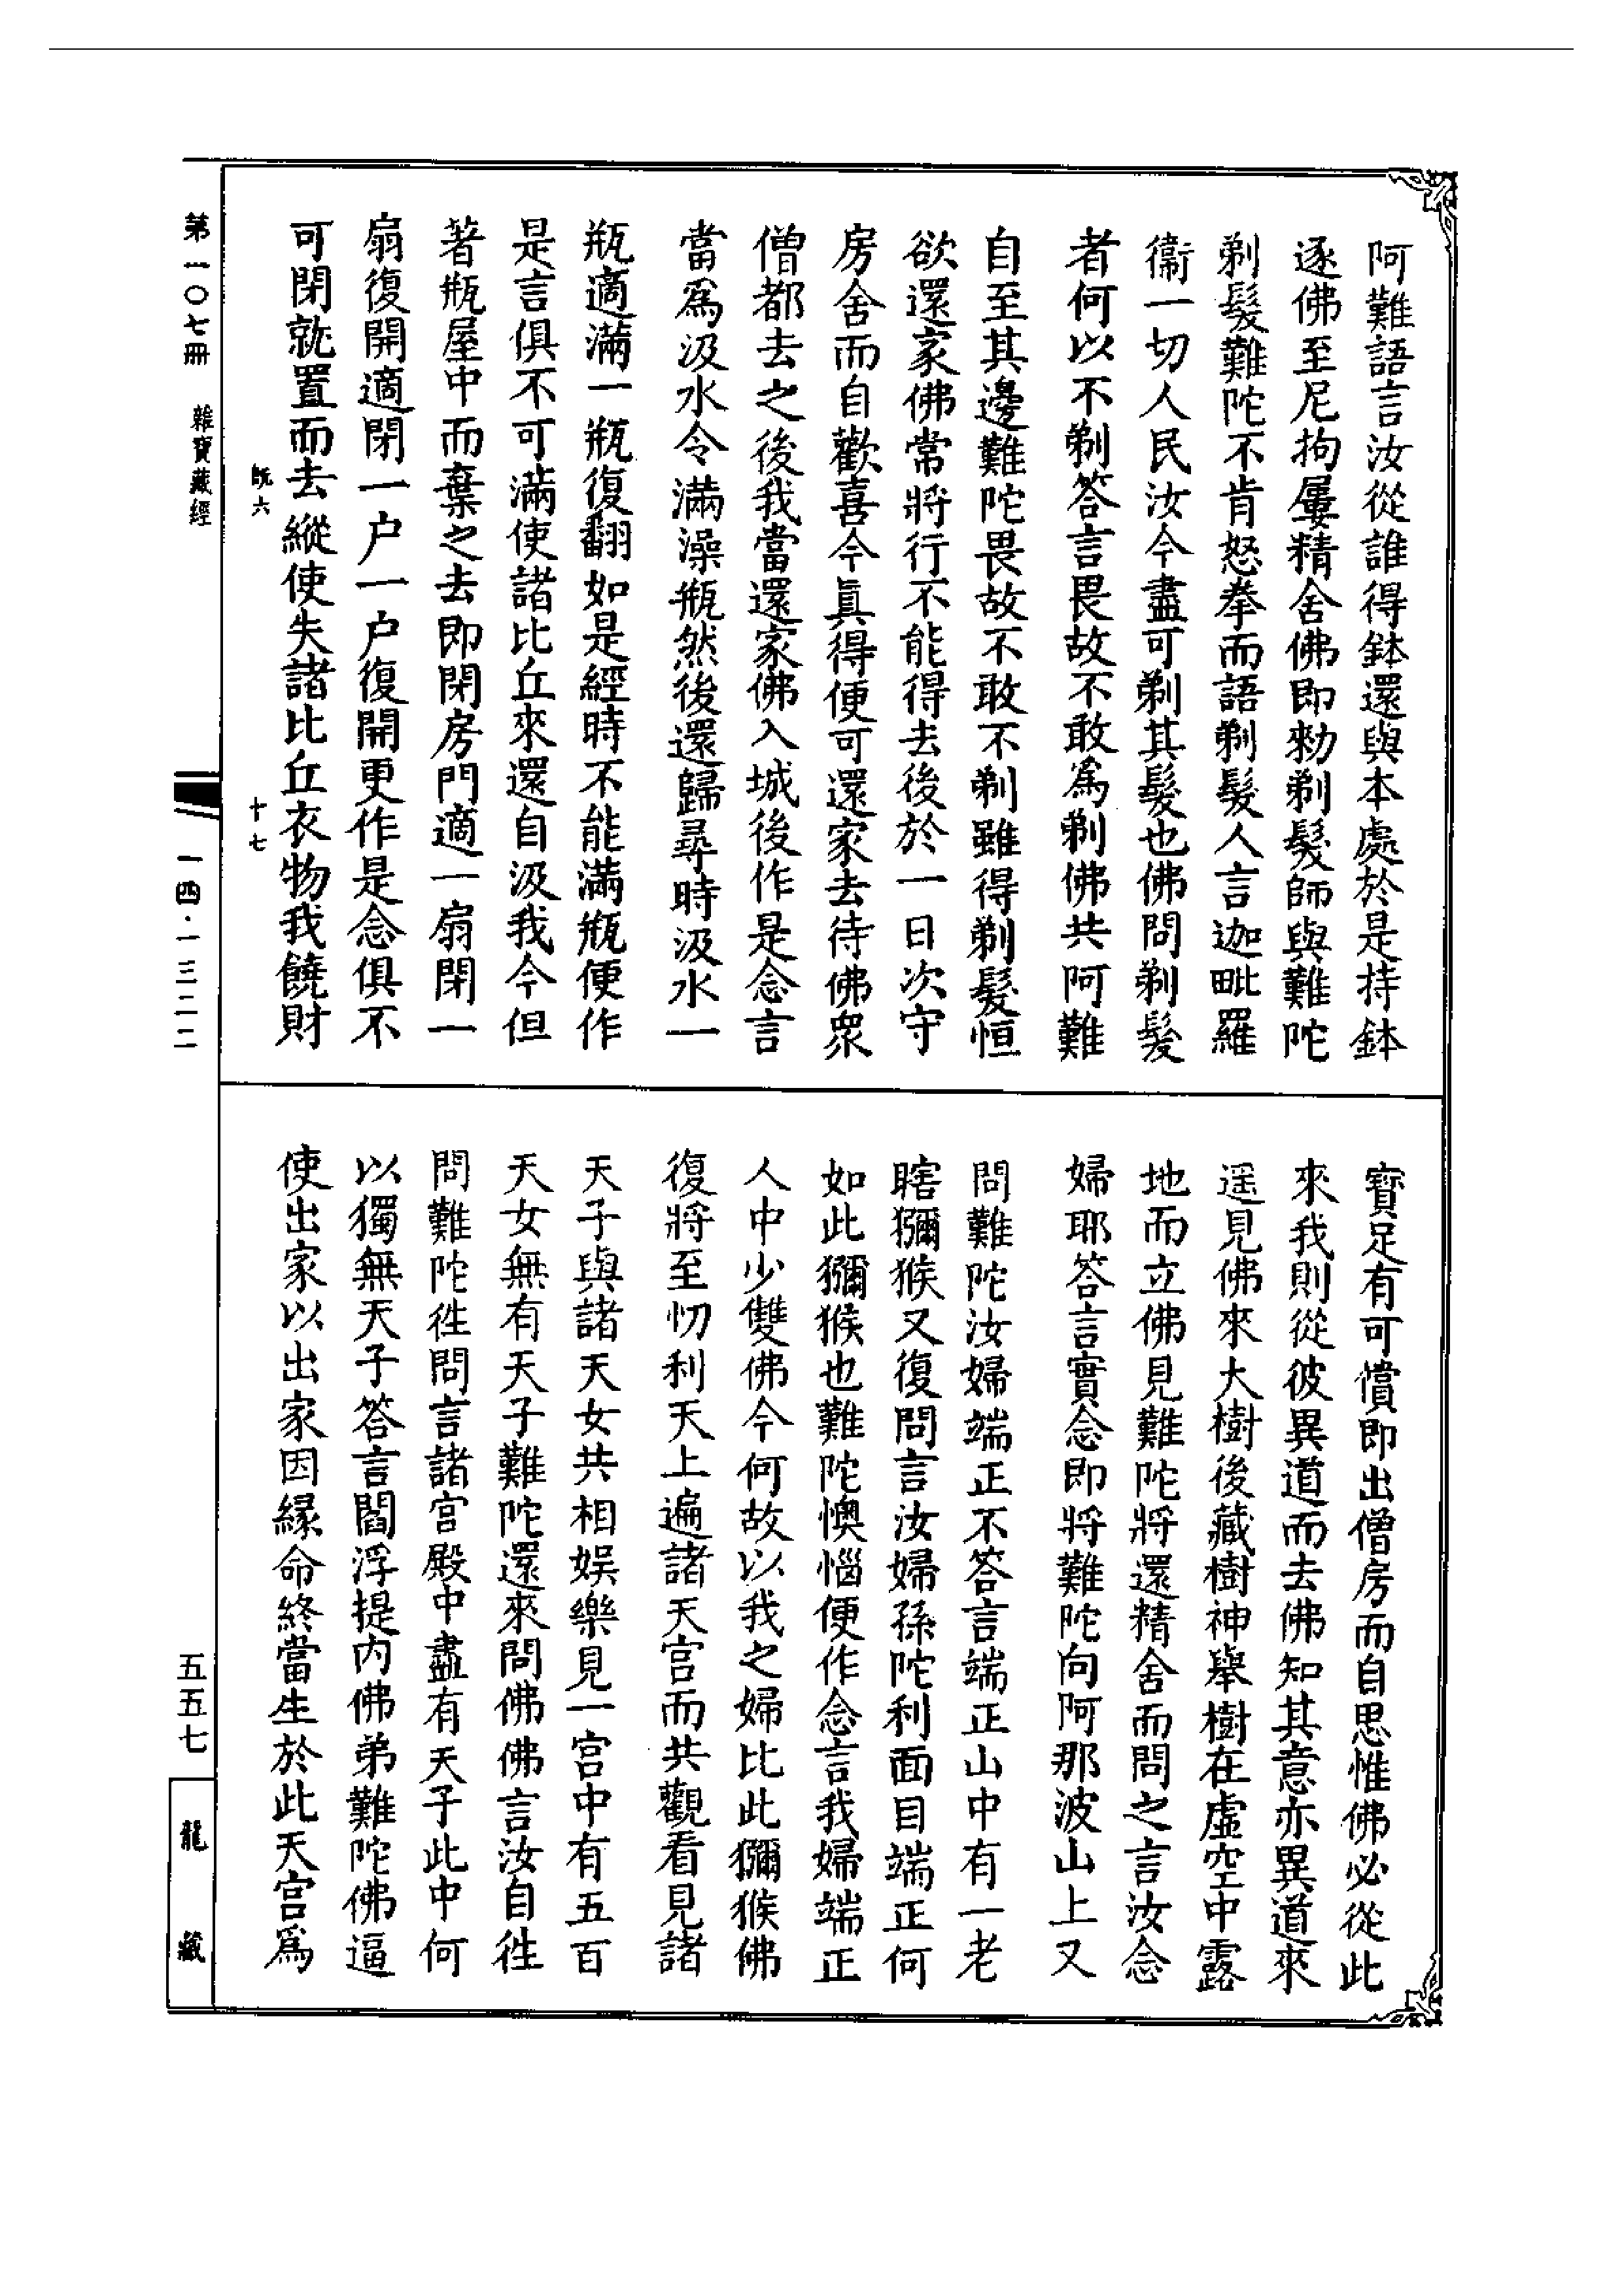 阿難語言汝從誰得鉢還與本處於是持鉢
逐佛至尼拘屢精舍佛即勑剃髮師與難陀
剃髮難陀不肯怒拳而語剃髮人言迦毗羅
衞一切人民汝今盡可剃其髮也佛問剃髮
者何以不剃答言畏故不敢爲剃佛共阿難
自至其邊難陀畏故不敢不剃雖得剃髮恒
欲還家佛常將行不能得去後於一日次守
房舍而自歡喜今眞得便可還家去待佛衆
僧都去之後我當還家佛入城後作是念言
當爲汲水令滿澡瓶然後還歸尋時汲水一
瓶適滿一瓶復翻如是經時不能滿瓶便作
是言俱不可滿使諸比丘來還自汲我今但
著瓶屋中而棄之去即閉房門適一扇閉一
扇復開適閉一户一户復開更作是念俱不
可閉就置而去縱使失諸比丘衣物我饒財
寶足有可償即出僧房而自思惟佛必從此
來我則從彼異道而去佛知其意亦異道來
遥見佛來大樹後藏樹神舉樹在虛空中露
地而立佛見難陀將還精舍而問之言汝念
婦耶答言實念即將難陀向阿那波山上又
問難陀汝婦端正不答言端正山中有一老
瞎獼猴又復問言汝婦孫陀利面目端正何
如此獼猴也難陀懊惱便作念言我婦端正
人中少雙佛今何故以我之婦比此獼猴佛
復將至忉利天上遍諸天宫而共觀看見諸
天子與諸天女共相娱樂見一宫中有五百
天女無有天子難陀還來問佛佛言汝自徃
問難陀徃問言諸宫殿中盡有天子此中何
以獨無天子答言閻浮提内佛弟難陀佛逼
使出家以出家因縁命終當生於此天宫爲
第一〇七冊 雜寶藏經
旣六 十七
一四·一三二二
五五七
龍藏